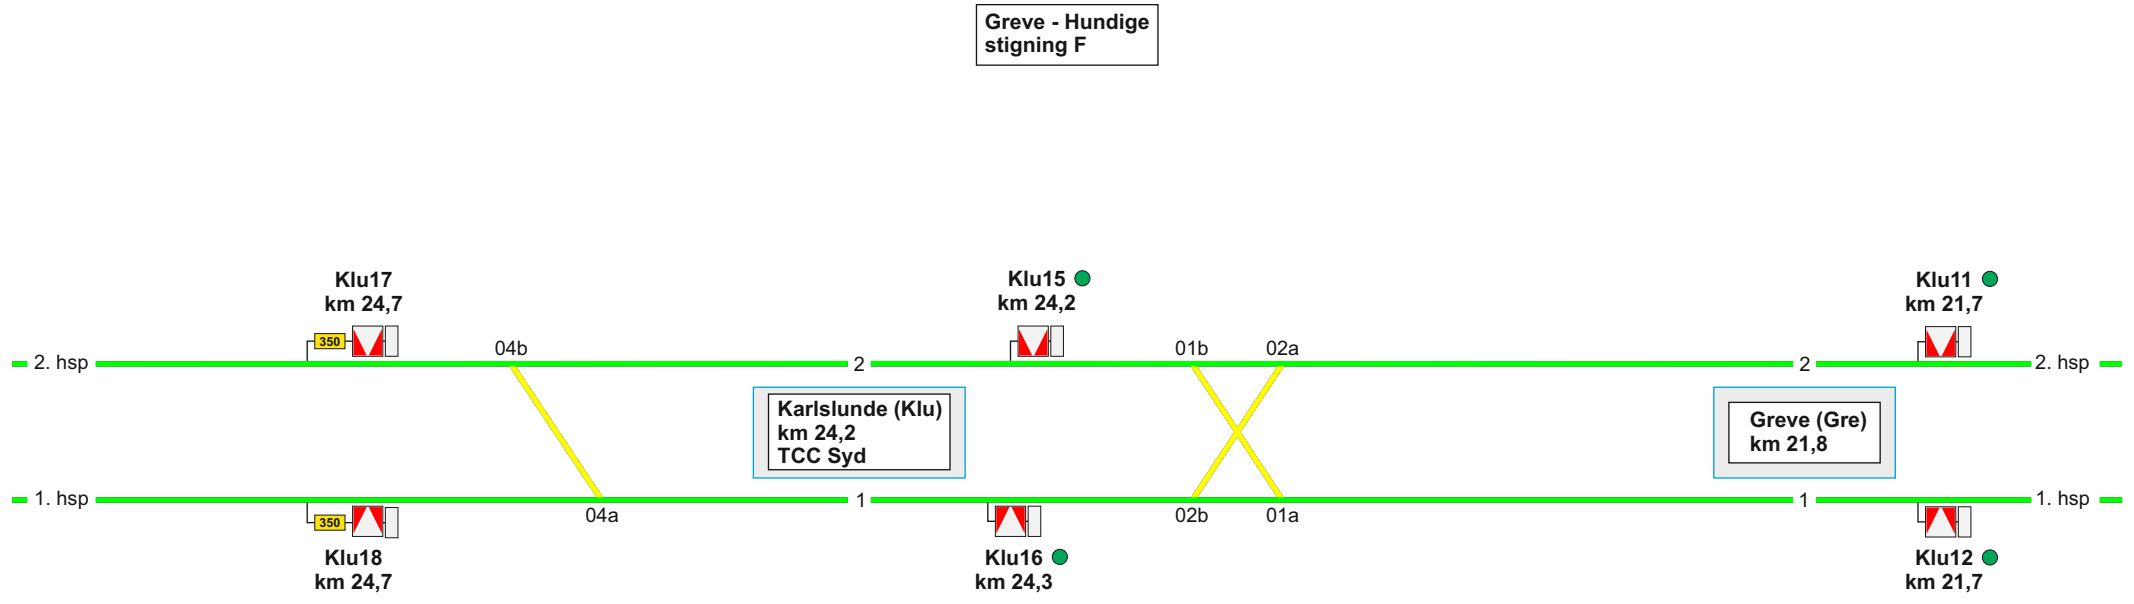 Greve - Hundige
stigning F
Klu17
km 24,7
Klu15
km 24,2
Klu11
km 21,7
350
04b
01b
02a
2. hsp
2
2
2. hsp
Karlslunde (Klu)
km 24,2
TCC Syd
Greve (Gre)
km 21,8
1. hsp
1
1
1. hsp
350
04a
02b
01a
Klu18
km 24,7
Klu16
km 24,3
Klu12
km 21,7